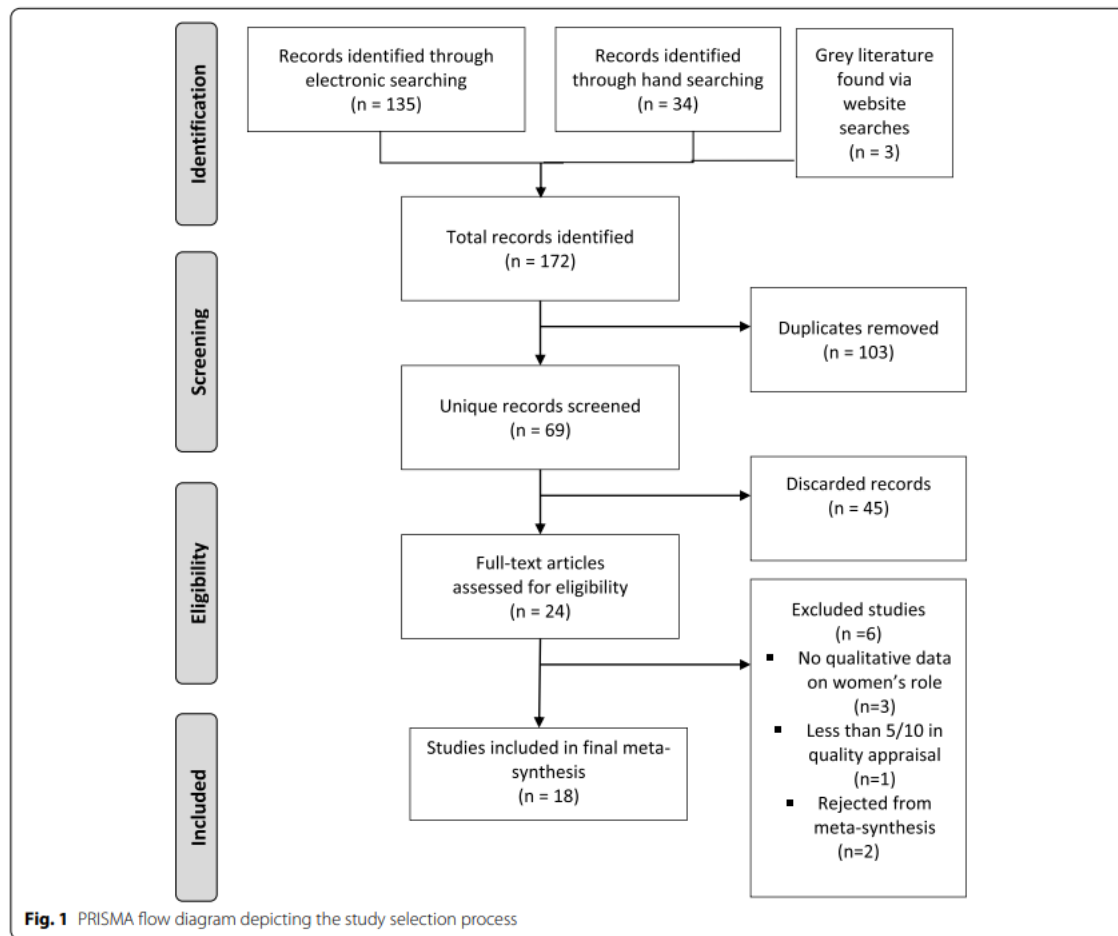 Identification
Records identified through
electronic searching
(n = 135)
Records identified
through hand searching
(n = 34)
Grey literature
found via
website
searches
(n = 3)
Total records identified
(n = 172)
Screening
Duplicates removed
(n = 103)
Unique records screened
(n = 69)
Discarded records
(n = 45)
Eligibility
Full-text articles
assessed for eligibility
(n = 24)
Excluded studies
(n =6)
▪ No qualitative data
on women's role
(n=3)
▪ Less than 5/10 in
quality appraisal
(n=1)
▪ Rejected from
meta-synthesis
(n=2)
Included
Studies included in final meta-
synthesis
(n = 18)
Fig. 1 PRISMA flow diagram depicting the study selection process